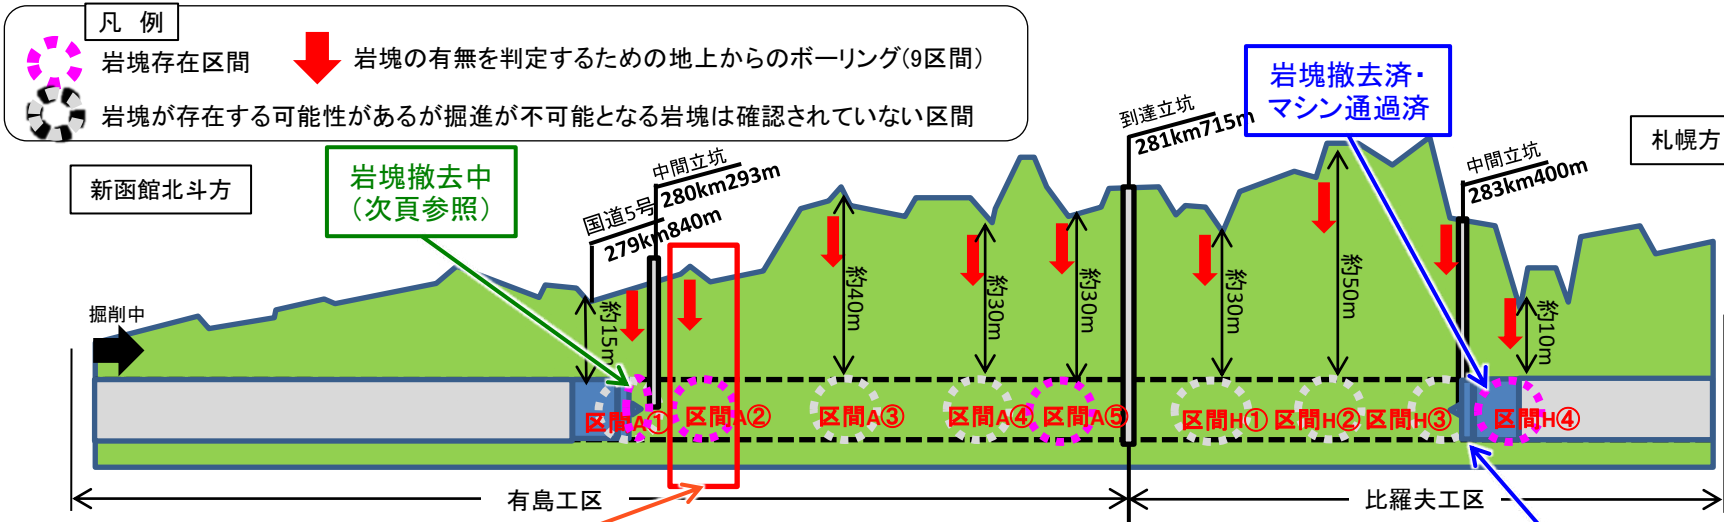 凡 例
岩塊存在区間
岩塊の有無を判定するための地上からのボーリング(9区間)
岩塊が存在する可能性があるが掘進が不可能となる岩塊は確認されていない区間
新函館北斗方
岩塊撤去中
（次頁参照）
国道5号
279km840m
中間立坑
280km293m
到達立坑
281km715m
岩塊撤去済・
マシン通過済
中間立坑
283km400m
札幌方
掘削中
約15m
約40m
約30m
約30m
約30m
約50m
約10m
区間A①
区間A②
区間A③
区間A④
区間A⑤
区間H①
区間H②
区間H③
区間H④
有島工区
比羅夫工区